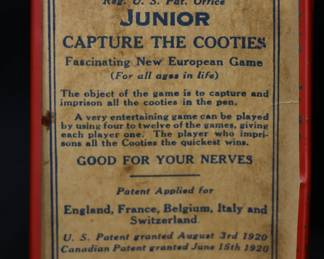 Reg. U. S. Pat. Office
JUNIOR
CAPTURE THE COOTIES
Fascinating New European Game
(For all ages in life)
The object of the game is to capture and
imprison all the cooties in the pen.
A very entertaining game can be played
by using four to twelve of the games, giving
each player one. The player who impri-
sons all the Cooties the quickest wins.
GOOD FOR YOUR NERVES
Patent Applied for
England, France, Belgium, Italy and
Switzerland
U. S. Patent granted August 3rd 1920
Canadian Patent granted June 15th 1920